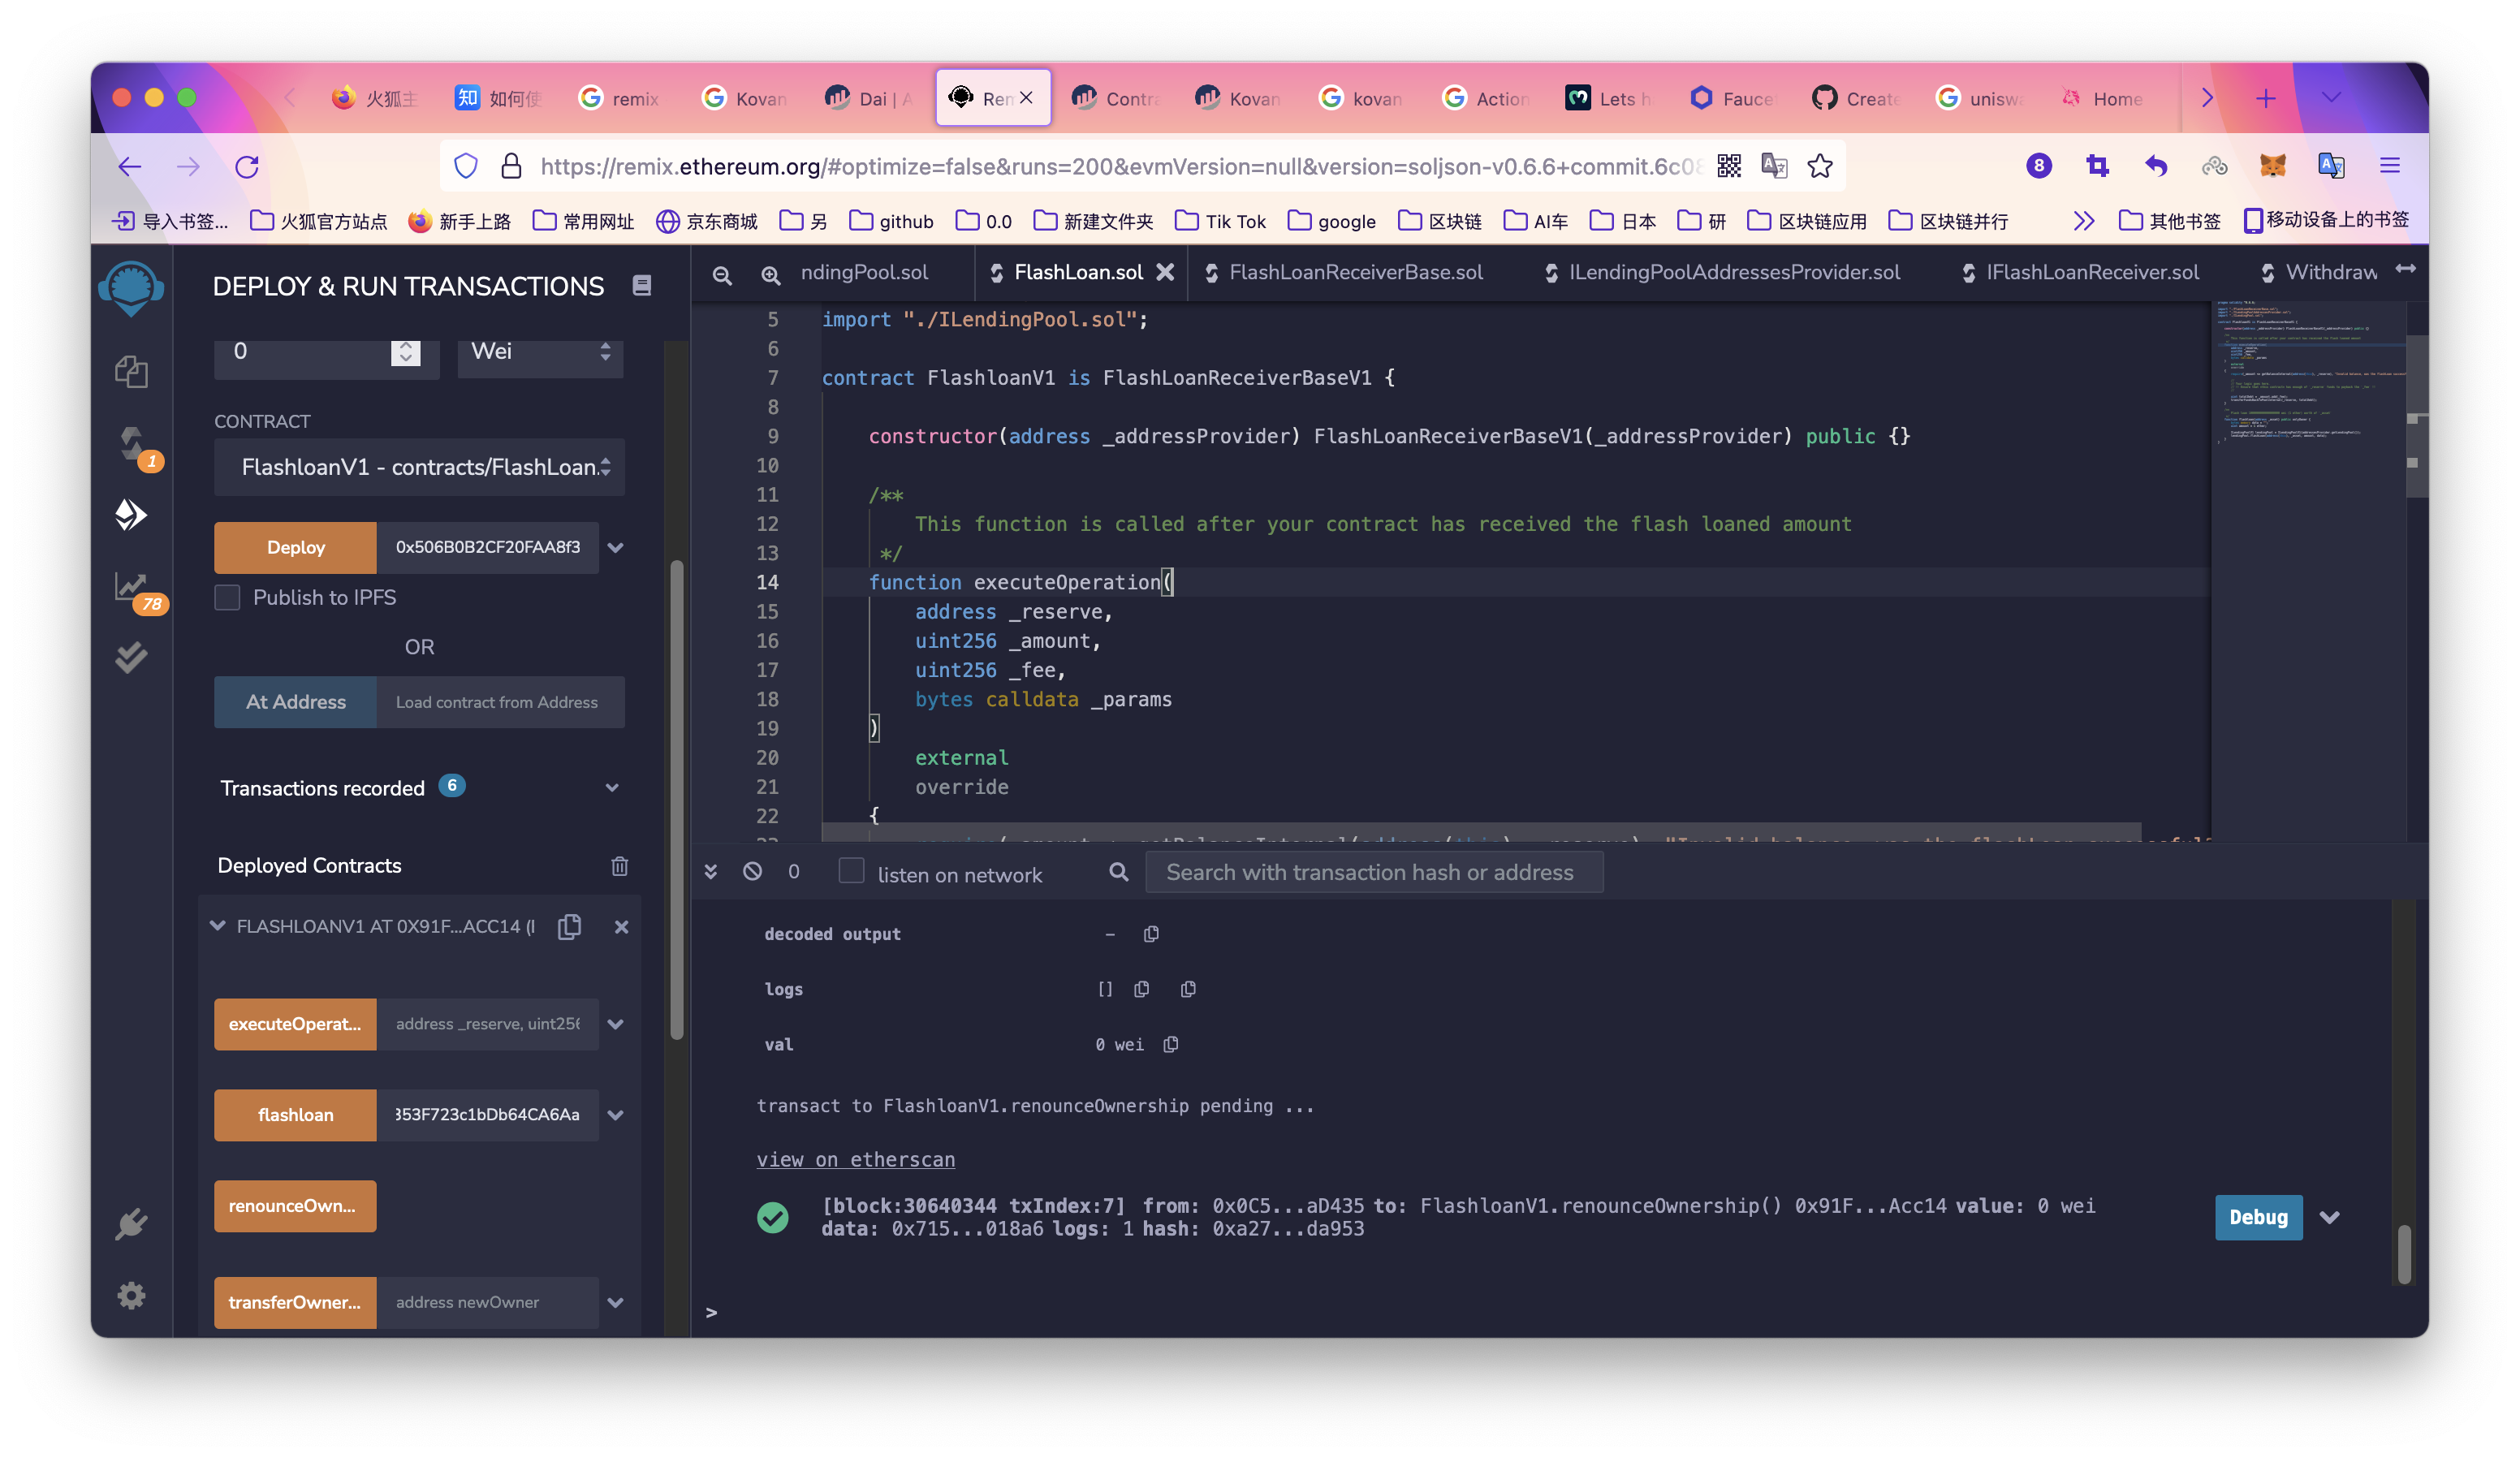 火狐主
知 如何使
remix
Kovan
Dai | A
Ren
Contra
Kovan
kovan
Action
Lets h
Fauce
Create
unisw
Home
https://remix.ethereum.org/#optimize=false&runs=200&evmVersion=null&version=soljson-v0.6.6+commit.6c08
8
导入书签...
火狐官方站点
新手上路
常用网址
京东商城
另
github
0.0
新建文件夹
Tik Tok
google
区块链
AI车
日本
研
区块链应用
区块链并行
其他书签
移动设备上的书签
1
78
DEPLOY & RUN TRANSACTIONS
0
Wei
CONTRACT
FlashloanV1 - contracts/FlashLoan.
Deploy
0x506B0B2CF20FAA8f3
Publish to IPFS
OR
At Address
Load contract from Address
Transactions recorded 6
Deployed Contracts
FLASHLOANV1 AT 0X91F...ACC14 (
executeOperat...
address _reserve, uint256
flashloan
353F723c1bDb64CA6Aa
renounceOwn...
transferOwner...
address newOwner
ndingPool.sol
FlashLoan.sol
FlashLoanReceiverBase.sol
ILendingPoolAddressesProvider.sol
IFlashLoanReceiver.sol
Withdraw
5 import "./ILendingPool.sol";
6
7 contract FlashloanV1 is FlashLoanReceiverBaseV1 {
8
9 constructor(address _addressProvider) FlashLoanReceiverBaseV1(_addressProvider) public {}
10
11 /**
12 This function is called after your contract has received the flash loaned amount
13 */
14 function executeOperation(
15 address _reserve,
16 uint256 _amount,
17 uint256 _fee,
18 bytes calldata _params
19 )
20 external
21 override
22 {
0
listen on network
Search with transaction hash or address
decoded output -
logs []
val 0 wei
transact to FlashloanV1.renounceOwnership pending ...
view on etherscan
[block:30640344 txIndex:7] from: 0x0C5...aD435 to: FlashloanV1.renounceOwnership() 0x91F...Acc14 value: 0 wei
data: 0x715...018a6 logs: 1 hash: 0xa27...da953
Debug
>